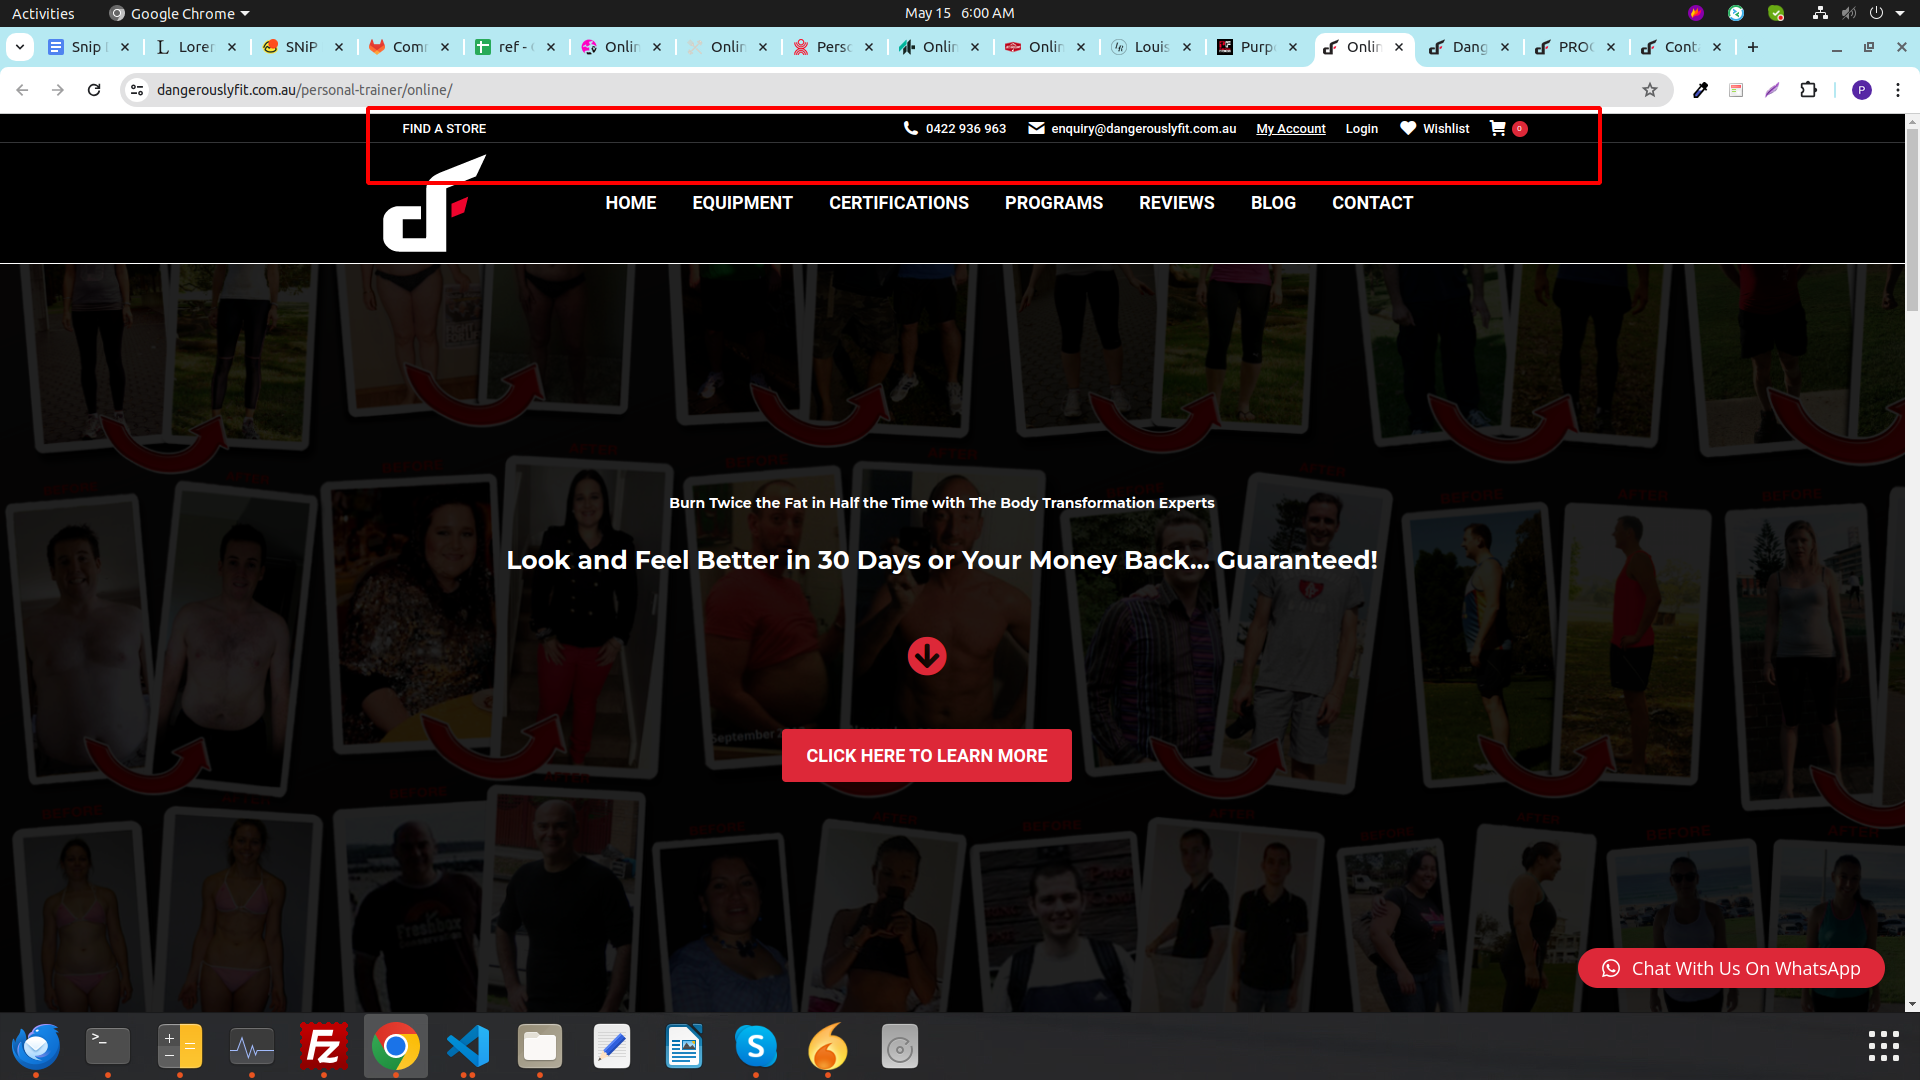 Activities
Google Chrome
May 15 6:00 AM
Snip
Lorer
SNiP
Comr
ref -
Onlin
Onlin
Perso
Onlin
Onlin
Louis
Purp
Onlin
Dang
PROG
Cont
dangerouslyfit.com.au/personal-trainer/online/
P
FIND A STORE
0422 936 963
enquiry@dangerouslyfit.com.au
My Account
Login
Wishlist
0
HOME
EQUIPMENT
CERTIFICATIONS
PROGRAMS
REVIEWS
BLOG
CONTACT
Burn Twice the Fat in Half the Time with The Body Transformation Experts
Look and Feel Better in 30 Days or Your Money Back... Guaranteed!
CLICK HERE TO LEARN MORE
Chat With Us On WhatsApp